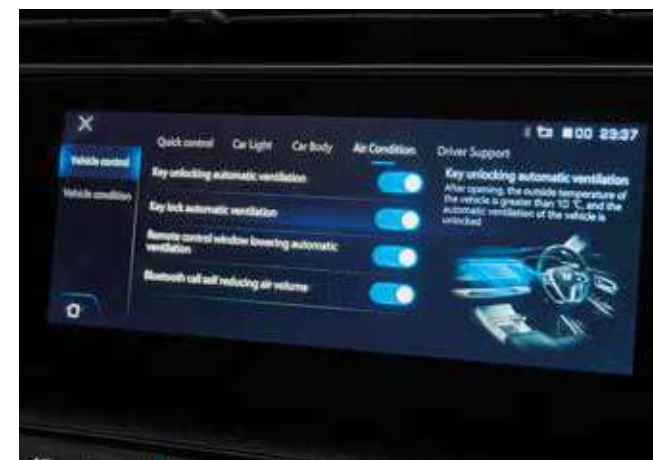 23:37
Quick control Car Light Car Body Air Condition Driver Support
Vehicle control
Vehicle condition
Key unlocking automatic ventilation
Key lock automatic ventilation
Remote control window lowering automatic
ventilation
Bluetooth call self reducing air volume
Key unlocking automatic ventilation
After opening, the outside temperature of
the vehicle is greater than 10 ℃, and the
automatic ventilation of the vehicle is
unlocked